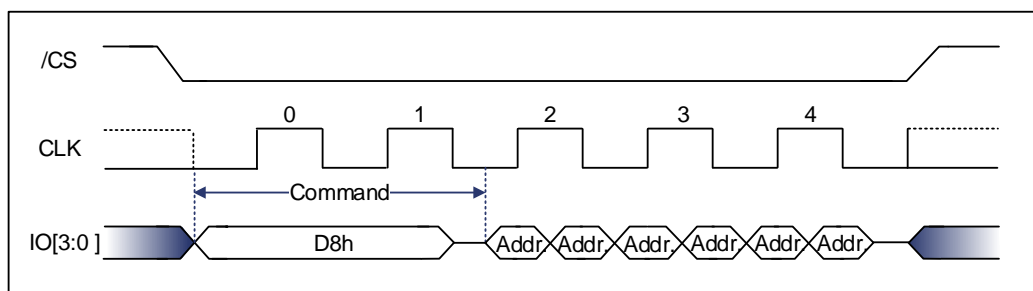 /CS
0 1 2 3 4
CLK
Command
IO[3:0 ] D8h Addr Addr Addr Addr Addr Addr